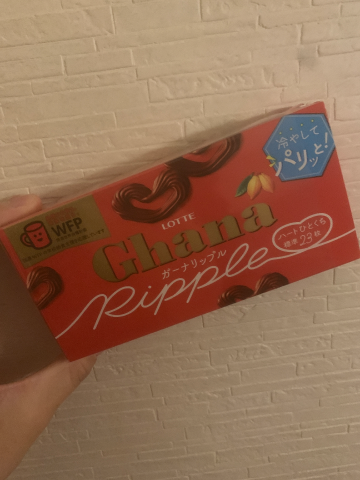 冷やして
パリッと!
WFP
LOTTE
Ghana
ガーナリップル
Ripple
ハートひとくち
標準23枚